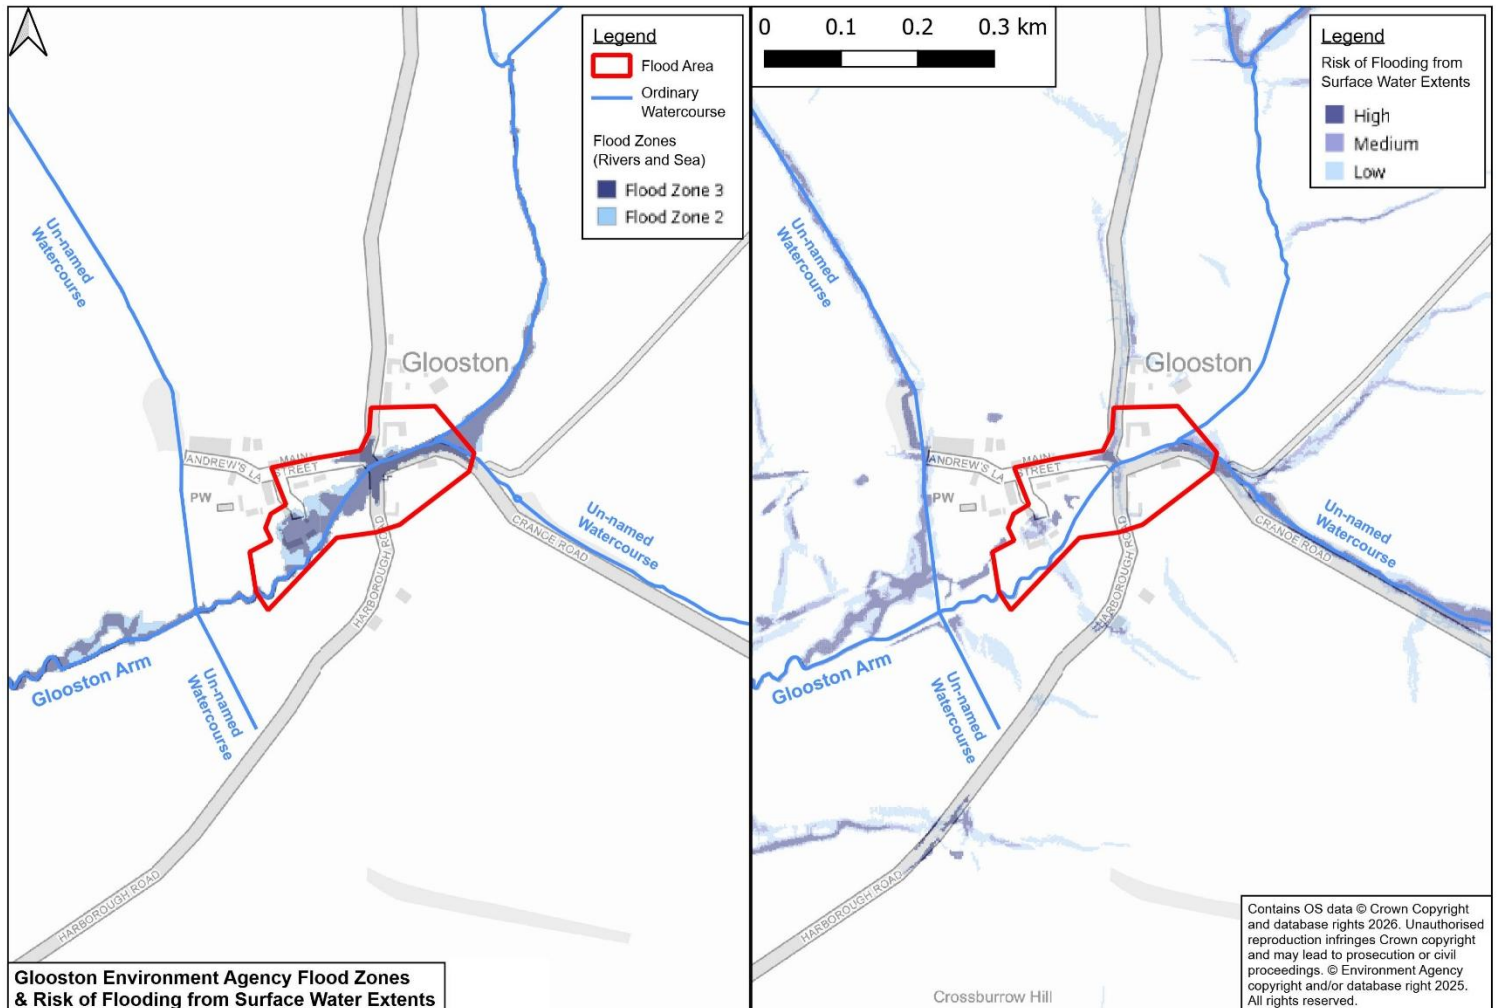 Legend
Flood Area
Ordinary
Watercourse
Flood Zones
(Rivers and Sea)
Flood Zone 3
Flood Zone 2
Un-named
Watercourse
Glooston
MAIN
STREET
ANDREW'S LA
PW
HARBOROUGH ROAD
CRANOE ROAD
Un-named
Watercourse
Glooston Arm
Un-named
Watercourse
HARBOROUGH ROAD
Glooston Environment Agency Flood Zones
& Risk of Flooding from Surface Water Extents
0 0.1 0.2 0.3 km
Legend
Risk of Flooding from
Surface Water Extents
High
Medium
Low
Un-named
Watercourse
Glooston
MAIN
STREET
ANDREW'S LA
PW
HARBOROUGH ROAD
CRANOE ROAD
Un-named
Watercourse
Glooston Arm
Un-named
Watercourse
HARBOROUGH ROAD
Crossburrow Hill
Contains OS data © Crown Copyright
and database rights 2026. Unauthorised
reproduction infringes Crown copyright
and may lead to prosecution or civil
proceedings. © Environment Agency
copyright and/or database right 2025.
All rights reserved.